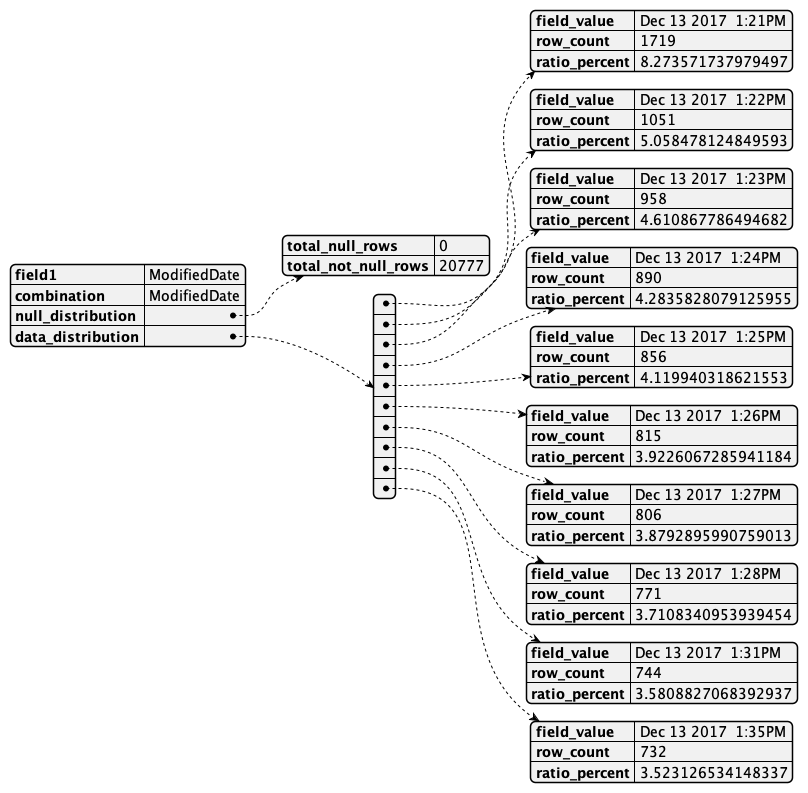 field1 ModifiedDate
combination ModifiedDate
null_distribution
data_distribution
total_null_rows 0
total_not_null_rows 20777
field_value Dec 13 2017  1:21PM
row_count 1719
ratio_percent 8.273571737979497
field_value Dec 13 2017  1:22PM
row_count 1051
ratio_percent 5.058478124849593
field_value Dec 13 2017  1:23PM
row_count 958
ratio_percent 4.610867786494682
field_value Dec 13 2017  1:24PM
row_count 890
ratio_percent 4.2835828079125955
field_value Dec 13 2017  1:25PM
row_count 856
ratio_percent 4.119940318621553
field_value Dec 13 2017  1:26PM
row_count 815
ratio_percent 3.9226067285941184
field_value Dec 13 2017  1:27PM
row_count 806
ratio_percent 3.8792895990759013
field_value Dec 13 2017  1:28PM
row_count 771
ratio_percent 3.7108340953939454
field_value Dec 13 2017  1:31PM
row_count 744
ratio_percent 3.5808827068392937
field_value Dec 13 2017  1:35PM
row_count 732
ratio_percent 3.523126534148337